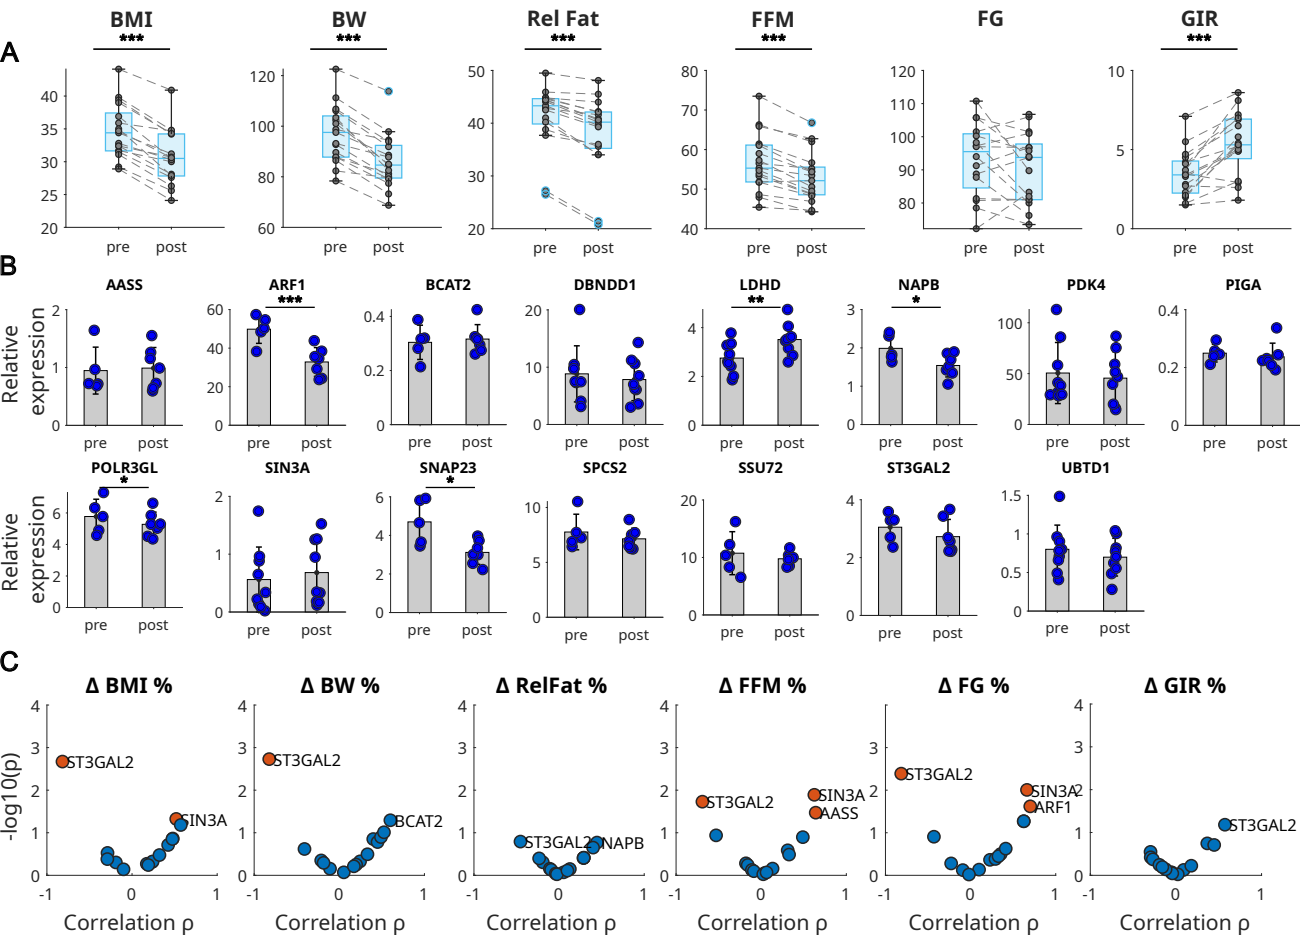 BMI BW Rel Fat FFM FG GIR
A *** *** *** *** ***
40 35 30 25 20
120 100 80 60
50 40 30 20
80 70 60 50 40
120 110 100 90 80
10 5 0
pre post pre post pre post pre post pre post pre post
B
AASS ARF1 BCAT2 DBNDD1 LDHD NAPB PDK4 PIGA
*** ** *
Relative expression
2 1 0
60 40 20 0
0.4 0.2 0
20 10 0
4 2 0
3 2 1 0
100 50 0
0.4 0.2 0
pre post pre post pre post pre post pre post pre post pre post pre post
POLR3GL SIN3A SNAP23 SPCS2 SSU72 ST3GAL2 UBTD1
* *
Relative expression
6 4 2 0
2 1 0
6 4 2 0
10 5 0
20 10 0
4 2 0
1.5 1 0.5 0
pre post pre post pre post pre post pre post pre post pre post
C
Δ BMI % Δ BW % Δ RelFat % Δ FFM % Δ FG % Δ GIR %
-log10(p)
4 3 2 1 0
ST3GAL2
SIN3A
-1 0 1
4 3 2 1 0
ST3GAL2
BCAT2
-1 0 1
4 3 2 1 0
ST3GAL2 NAPB
-1 0 1
4 3 2 1 0
ST3GAL2
SIN3A
AASS
-1 0 1
4 3 2 1 0
ST3GAL2
SIN3A
ARF1
-1 0 1
4 3 2 1 0
ST3GAL2
-1 0 1
Correlation ρ Correlation ρ Correlation ρ Correlation ρ Correlation ρ Correlation ρ